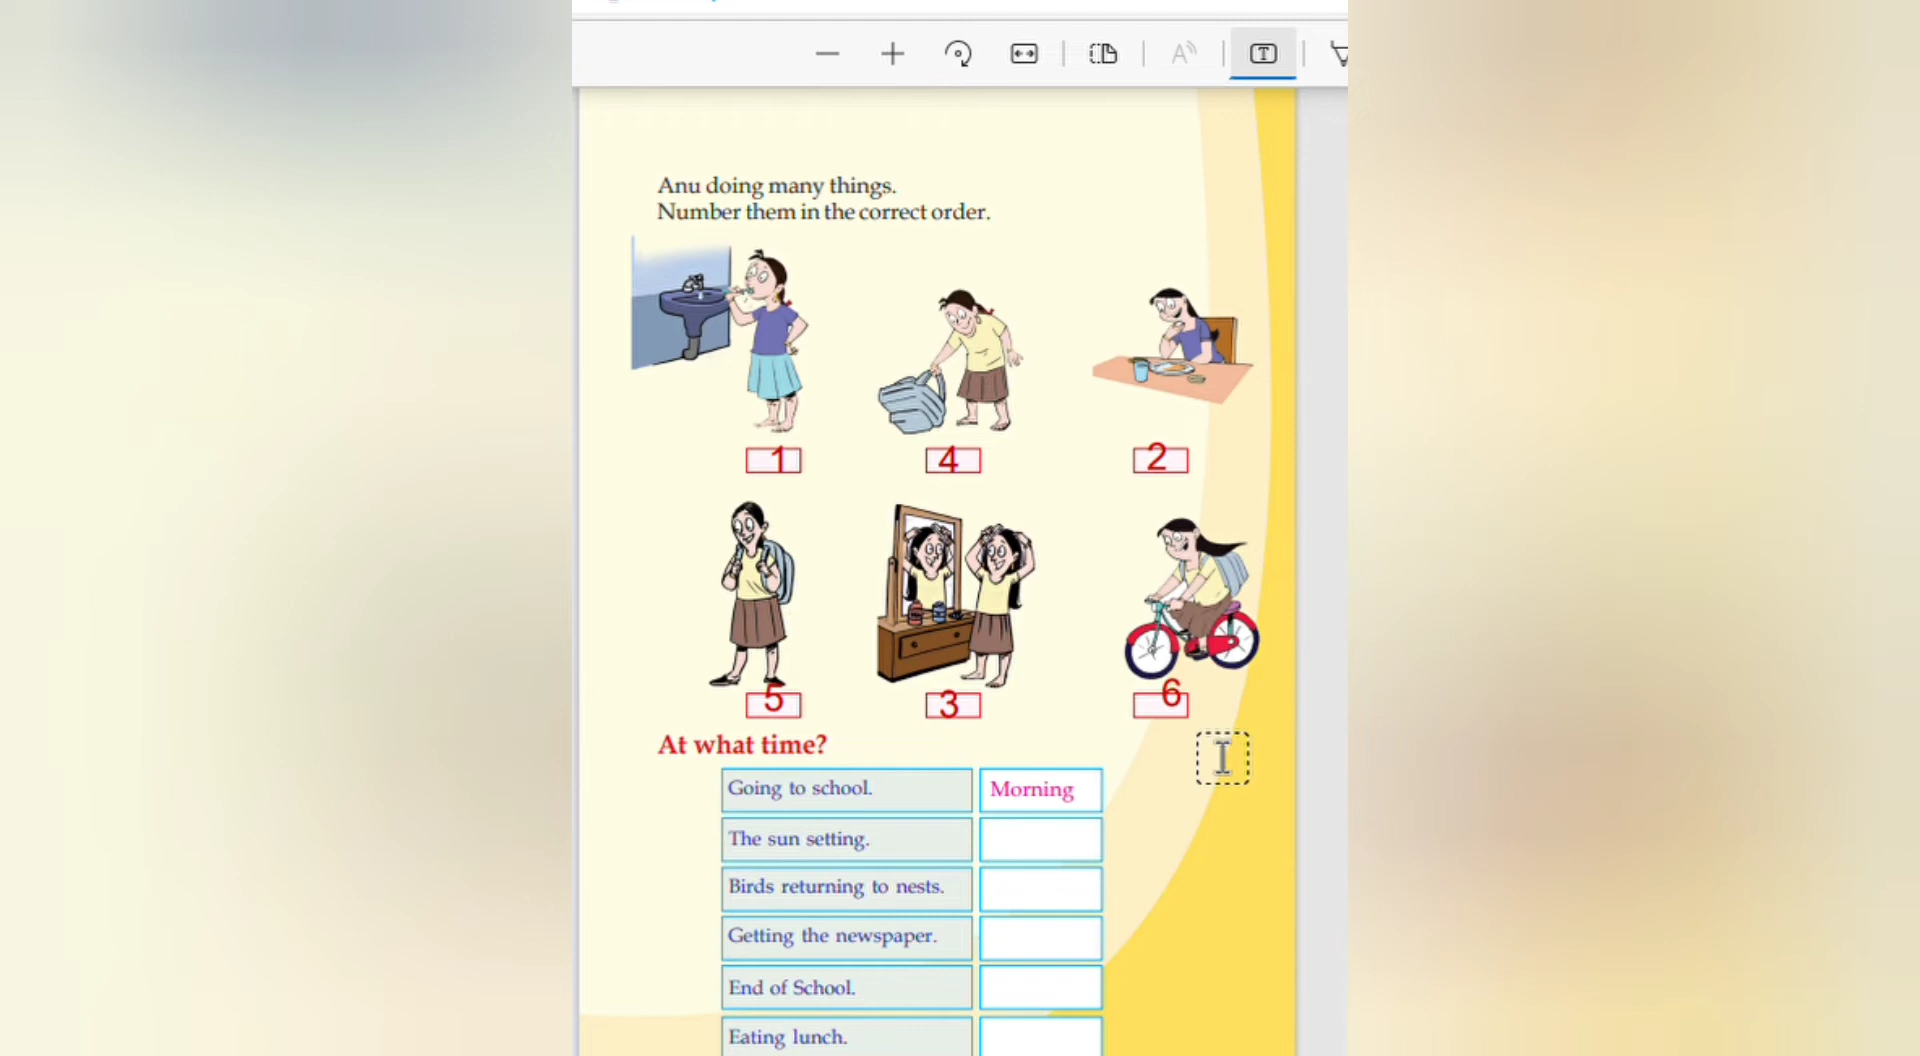 Anu doing many things.
Number them in the correct order.
1
4
2
5
3
6
At what time?
Going to school.
Morning
The sun setting.
Birds returning to nests.
Getting the newspaper.
End of School.
Eating lunch.